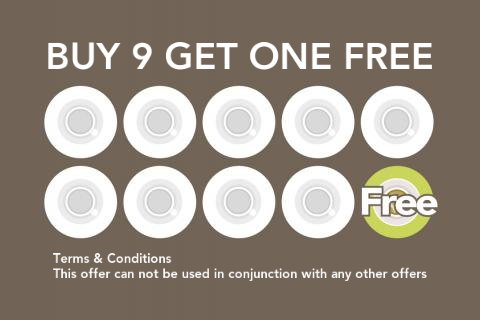 BUY 9 GET ONE FREE
Free
Terms & Conditions
This offer can not be used in conjunction with any other offers